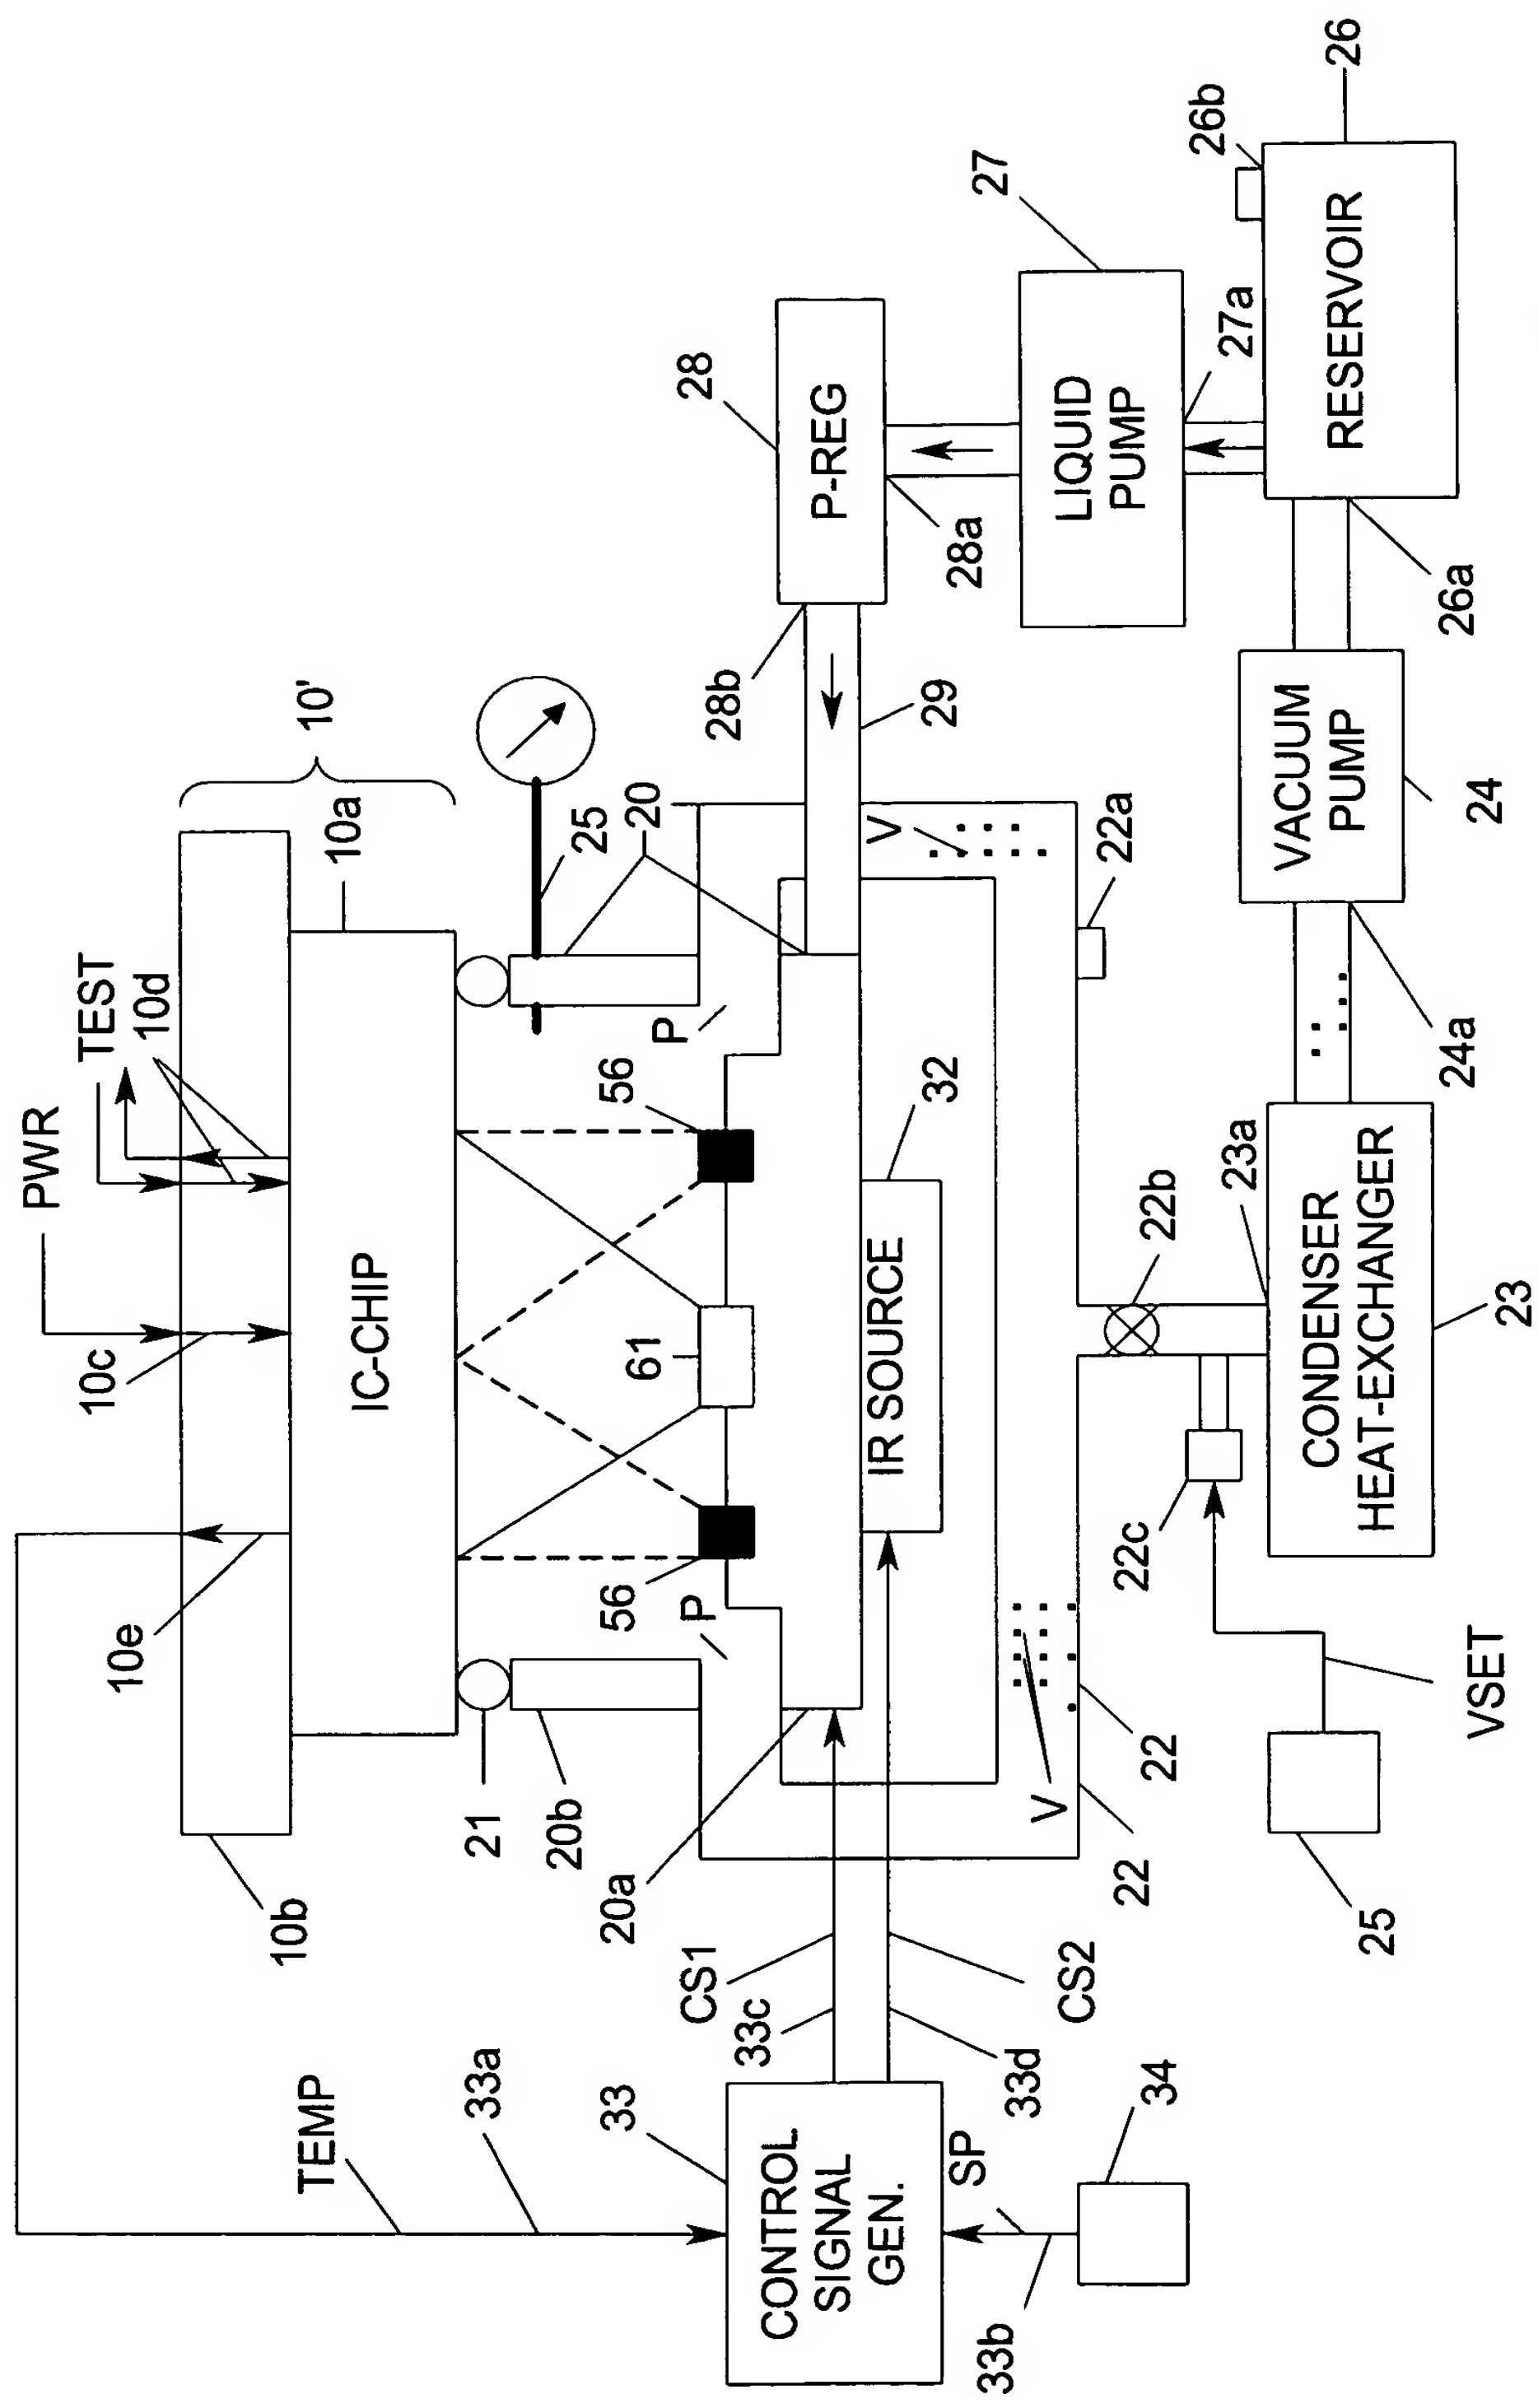 TEMP
33a
33
CONTROL
SIGNAL
GEN.
SP
33b
34
CS1
33c
CS2
33d
10b
10e
PWR
10c
TEST
10d
10a
10'
IC-CHIP
21
20b
20a
20
25
P
P
56
56
61
IR SOURCE
32
V
V
22
22
22a
22b
22c
VSET
25
23a
CONDENSER
HEAT-EXCHANGER
23
24a
VACUUM
PUMP
24
26a
RESERVOIR
26
26b
27a
LIQUID
PUMP
27
28a
P-REG
28
28b
29